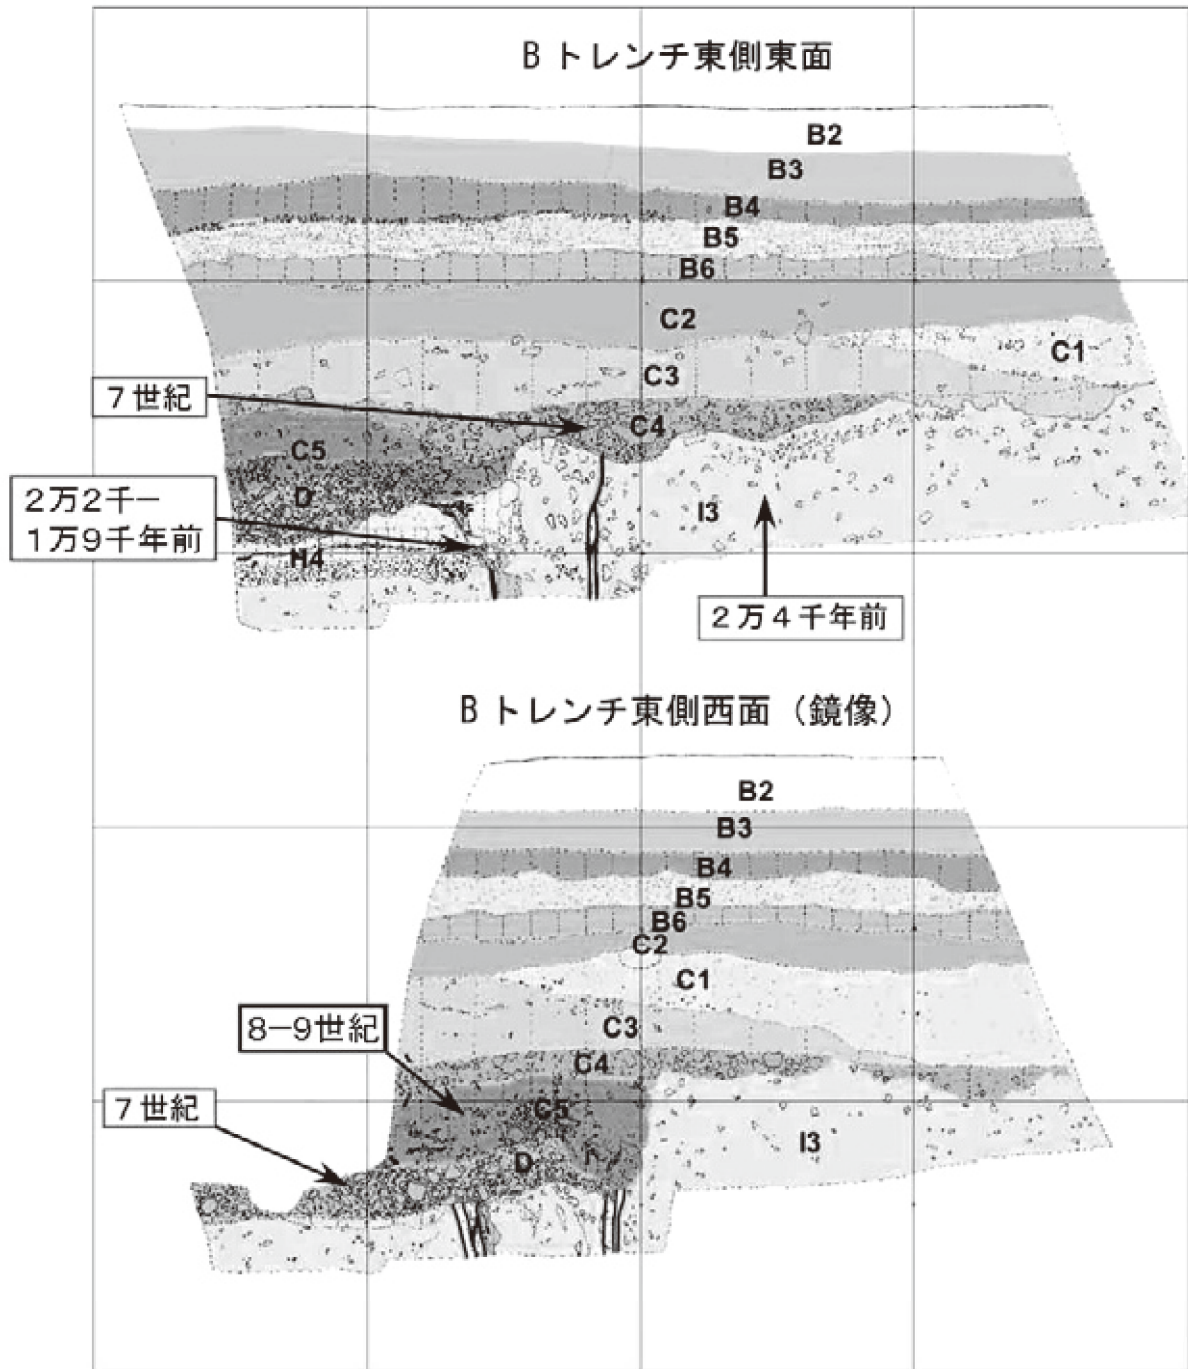 B トレンチ東側東面
B2
B3
B4
B5
B6
C2
C1
C3
7世紀
C4
C5
2万2千ー
1万9千年前
D
I3
H4
2万4千年前
B トレンチ東側西面（鏡像）
B2
B3
B4
B5
B6
C2
C1
8ー9世紀
C3
C4
7世紀
C5
I3
D